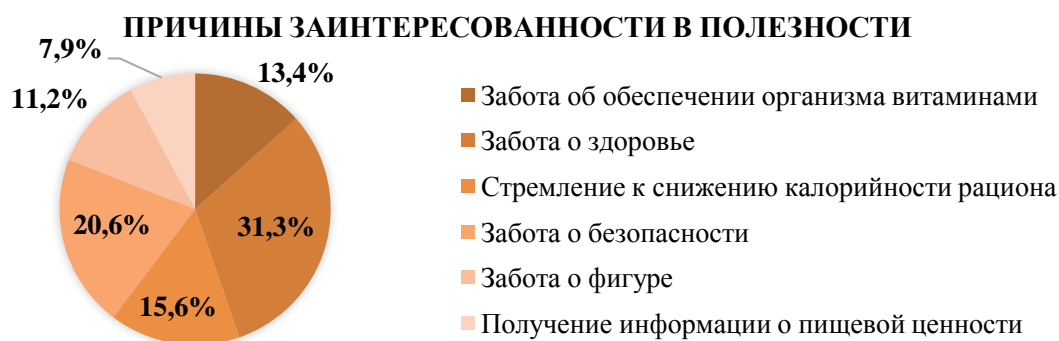 ПРИЧИНЫ ЗАИНТЕРЕСОВАННОСТИ В ПОЛЕЗНОСТИ
7,9%
13,4%
11,2%
20,6%
31,3%
15,6%
Забота об обеспечении организма витаминами
Забота о здоровье
Стремление к снижению калорийности рациона
Забота о безопасности
Забота о фигуре
Получение информации о пищевой ценности